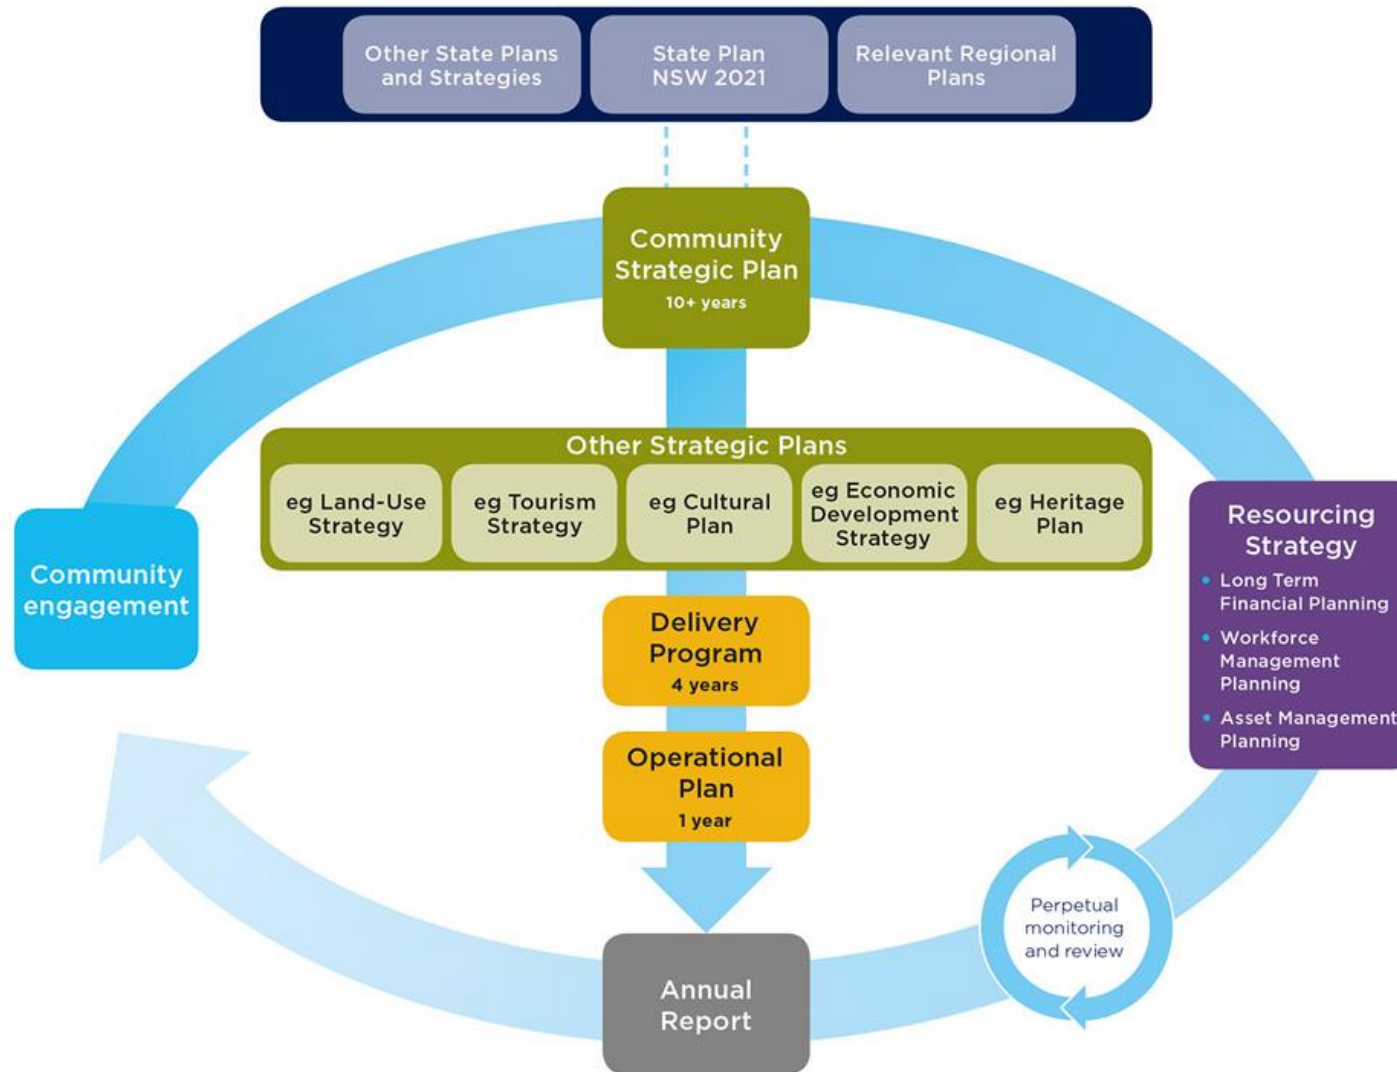 Other State Plans
and Strategies
State Plan
NSW 2021
Relevant Regional
Plans
Community
Strategic Plan
10+ years
Other Strategic Plans
eg Land-Use
Strategy
eg Tourism
Strategy
eg Cultural
Plan
eg Economic
Development
Strategy
eg Heritage
Plan
Community
engagement
Resourcing
Strategy
• Long Term
Financial Planning
• Workforce
Management
Planning
• Asset Management
Planning
Delivery
Program
4 years
Operational
Plan
1 year
Perpetual
monitoring
and review
Annual
Report